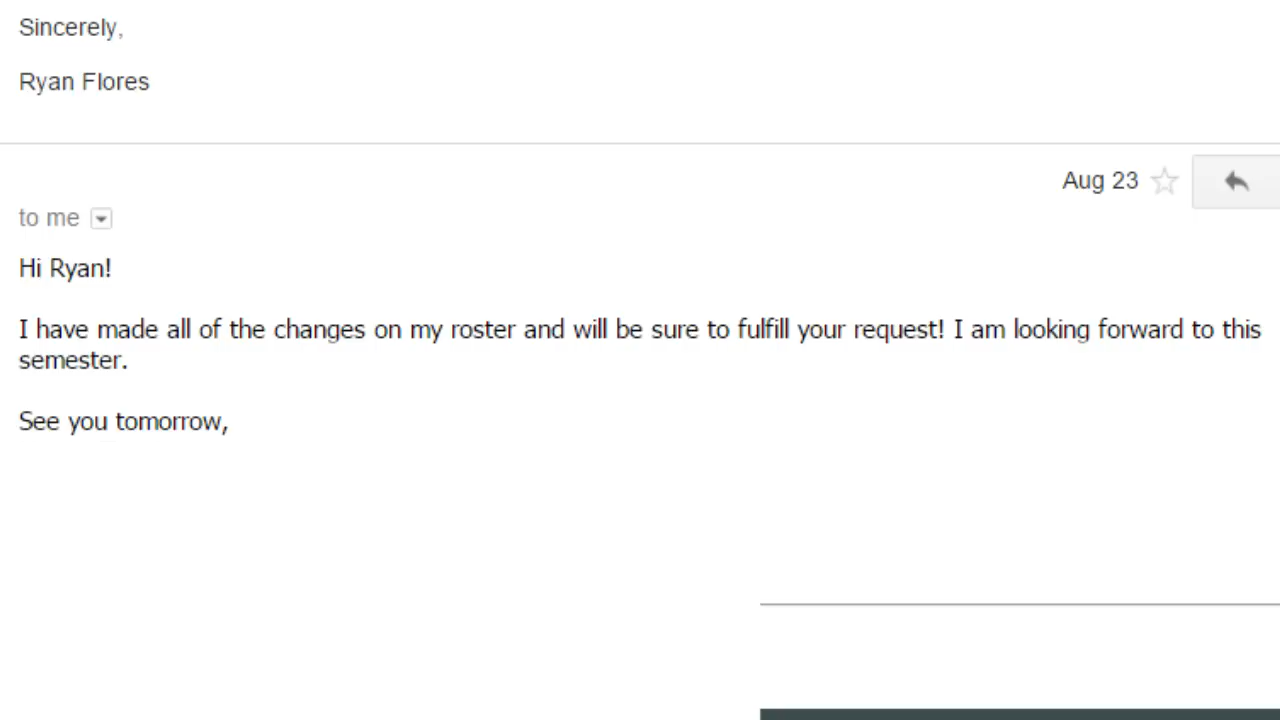 Sincerely,
Ryan Flores
Aug 23
to me
Hi Ryan!
I have made all of the changes on my roster and will be sure to fulfill your request! I am looking forward to this
semester.
See you tomorrow,